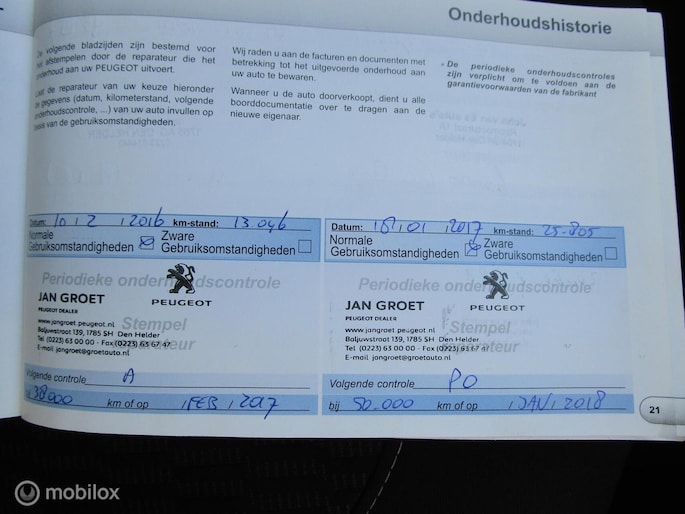 Onderhoudshistorie
volgende bladzijden zijn bestemd voor
afstempelen door de reparateur die het
onderhoud aan uw PEUGEOT uitvoert.
de reparateur van uw keuze hieronder
gegevens (datum, kilometerstand, volgende
onderhoudscontrole, ...) van uw auto invullen op
basis van de gebruiksomstandigheden.
Wij raden u aan de facturen en documenten met
betrekking tot het uitgevoerde onderhoud aan
uw auto te bewaren.
Wanneer u de auto doorverkoopt, dient u alle
boorddocumentatie over te dragen aan de
nieuwe eigenaar.
De periodieke onderhoudscontroles
zijn verplicht om te voldoen aan de
garantievoorwaarden van de fabrikant
Datum: 10 / 2 / 2016 km-stand: 13 046
Normale Gebruiksomstandigheden
Zware Gebruiksomstandigheden
Periodieke onderhoudscontrole
JAN GROET
PEUGEOT
PEUGEOT DEALER
Stempel
reparateur
www.jangroet.peugeot.nl
Baljuwstraat 139, 1785 SH Den Helder
Tel (0223) 63 00 00 - Fax (0223) 63 67 47
E-mail jangroet@groetauto.nl
Volgende controle A
38000 km of op / FEB / 2017
Datum: 18 / 01 / 2017 km-stand: 25-805
Normale Gebruiksomstandigheden
Zware Gebruiksomstandigheden
Periodieke onderhoudscontrole
JAN GROET
PEUGEOT
PEUGEOT DEALER
Stempel
reparateur
www.jangroet.peugeot.nl
Baljuwstraat 139, 1785 SH Den Helder
Tel (0223) 63 00 00 - Fax (0223) 63 67 47
E-mail jangroet@groetauto.nl
Volgende controle PO
bij 50.000 km of op / JAN / 2018
21
mobilox